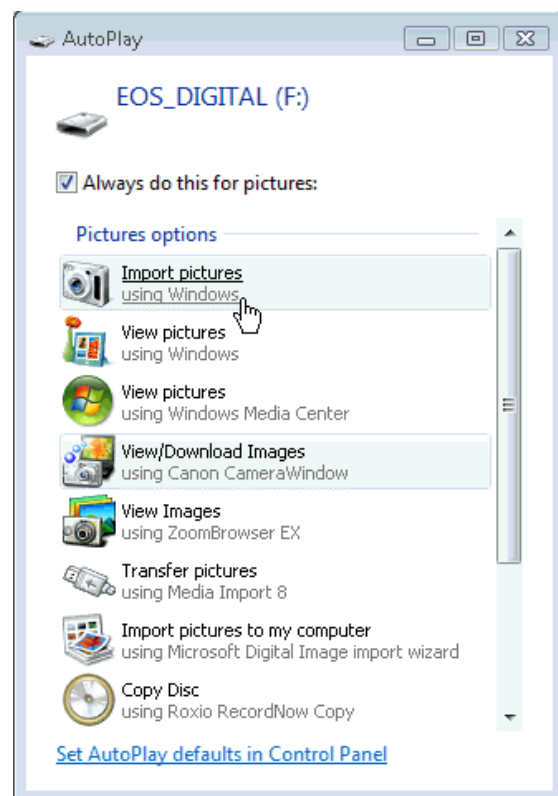 AutoPlay
EOS_DIGITAL (F:)
Always do this for pictures:
Pictures options
Import pictures
using Windows
View pictures
using Windows
View pictures
using Windows Media Center
View/Download Images
using Canon CameraWindow
View Images
using ZoomBrowser EX
Transfer pictures
using Media Import 8
Import pictures to my computer
using Microsoft Digital Image import wizard
Copy Disc
using Roxio RecordNow Copy
Set AutoPlay defaults in Control Panel